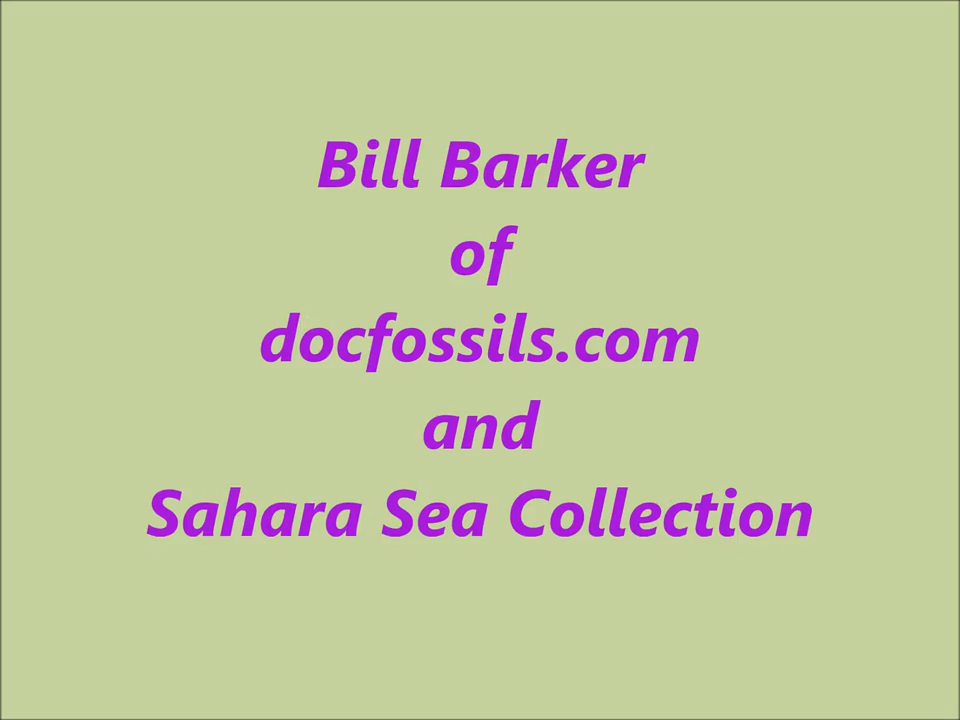 Bill Barker
of
docfossils.com
and
Sahara Sea Collection